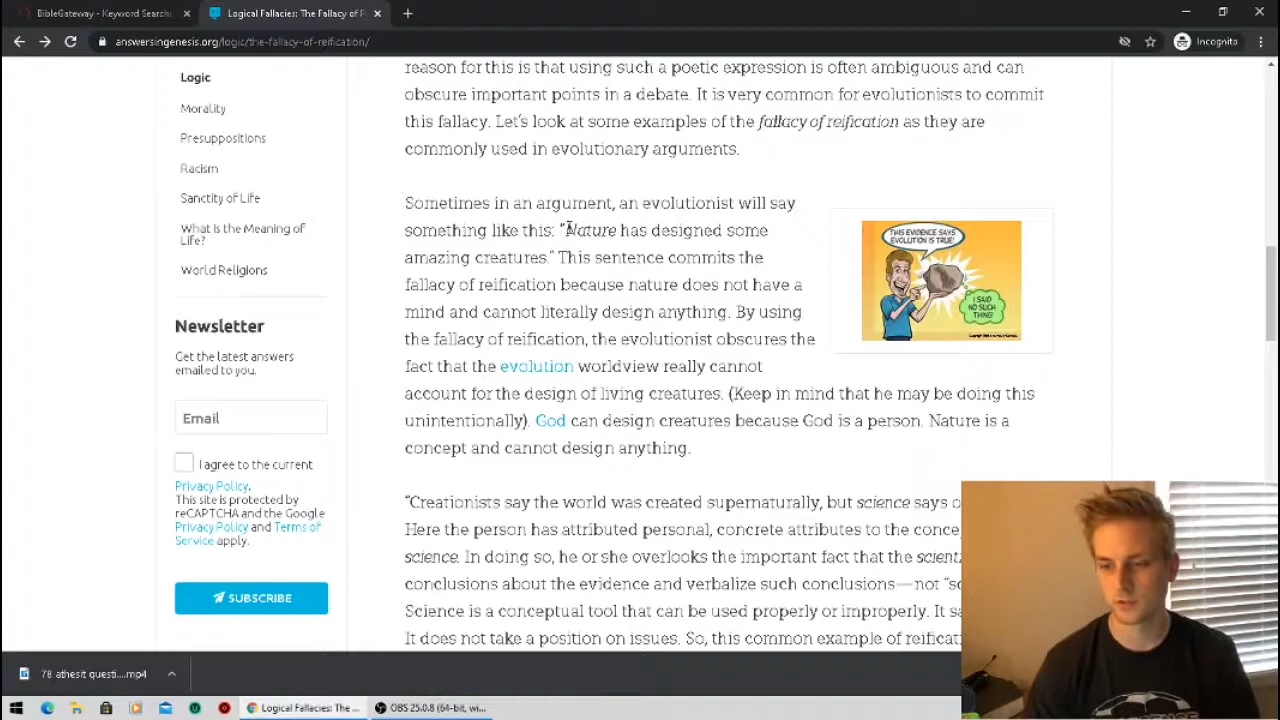 BibleGateway - Keyword Search:
Logical Fallacies: The Fallacy of R
answersingenesis.org/logic/the-fallacy-of-reification/
Incognito
Logic
Morality
Presuppositions
Racism
Sanctity of Life
What Is the Meaning of
Life?
World Religions
Newsletter
Get the latest answers
emailed to you.
Email
I agree to the current
Privacy Policy.
This site is protected by
reCAPTCHA and the Google
Privacy Policy and Terms of
Service apply.
SUBSCRIBE
reason for this is that using such a poetic expression is often ambiguous and can
obscure important points in a debate. It is very common for evolutionists to commit
this fallacy. Let's look at some examples of the fallacy of reification as they are
commonly used in evolutionary arguments.
Sometimes in an argument, an evolutionist will say
something like this: "Nature has designed some
amazing creatures." This sentence commits the
fallacy of reification because nature does not have a
mind and cannot literally design anything. By using
the fallacy of reification, the evolutionist obscures the
fact that the evolution worldview really cannot
account for the design of living creatures. (Keep in mind that he may be doing this
unintentionally). God can design creatures because God is a person. Nature is a
concept and cannot design anything.
THIS EVIDENCE SAYS
EVOLUTION IS TRUE!
I SAID
NO SUCH
THING!
"Creationists say the world was created supernaturally, but science says o
Here the person has attributed personal, concrete attributes to the conce
science. In doing so, he or she overlooks the important fact that the scient
conclusions about the evidence and verbalize such conclusions—not "sc
Science is a conceptual tool that can be used properly or improperly. It sa
It does not take a position on issues. So, this common example of reificati
78 athesit questi....mp4
Logical Fallacies: The ...
OBS 25.0.8 (64-bit, wi...